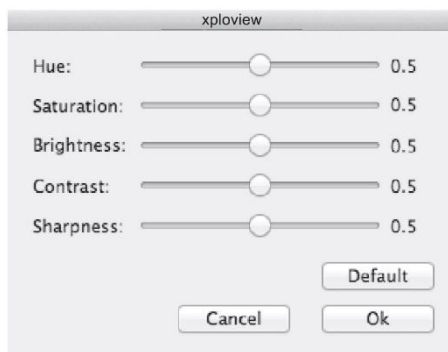 xploview
Hue: 0.5
Saturation: 0.5
Brightness: 0.5
Contrast: 0.5
Sharpness: 0.5
Default
Cancel Ok